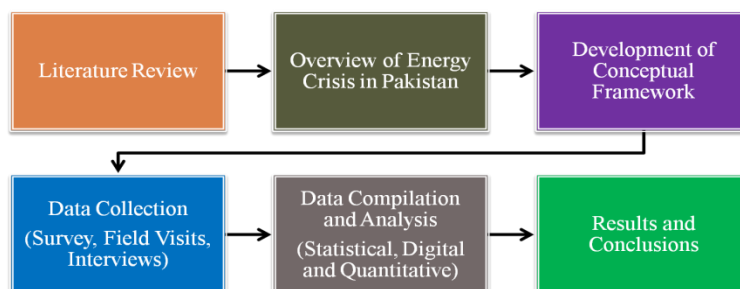 Literature Review
Overview of Energy
Crisis in Pakistan
Development of
Conceptual
Framework
Data Collection
(Survey, Field Visits,
Interviews)
Data Compilation
and Analysis
(Statistical, Digital
and Quantitative)
Results and
Conclusions